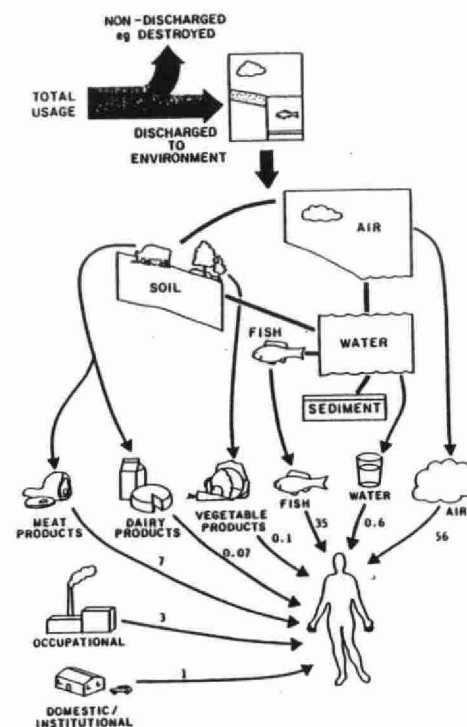 NON-DISCHARGED
eg DESTROYED
TOTAL
USAGE
DISCHARGED
TO
ENVIRONMENT
AIR
SOIL
FISH
WATER
SEDIMENT
MEAT
PRODUCTS
DAIRY
PRODUCTS
VEGETABLE
PRODUCTS
FISH
WATER
AIR
7
0.07
0.1
35
0.6
56
OCCUPATIONAL
3
DOMESTIC/
INSTITUTIONAL
1